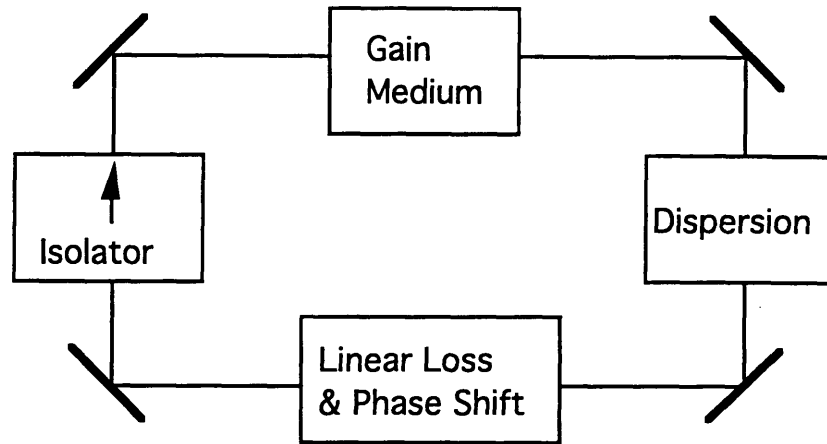 Gain
Medium
Isolator
Dispersion
Linear Loss
& Phase Shift